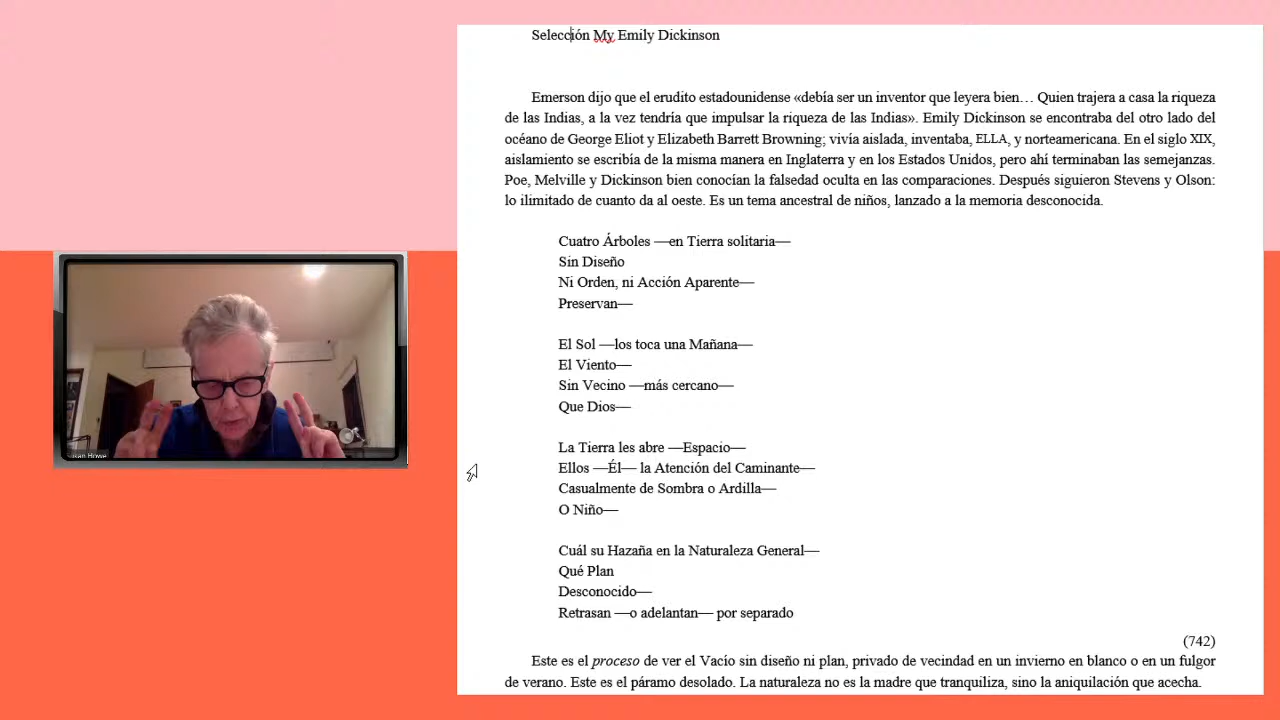 Selección My Emily Dickinson
Emerson dijo que el erudito estadounidense «debía ser un inventor que leyera bien… Quien trajera a casa la riqueza
de las Indias, a la vez tendría que impulsar la riqueza de las Indias». Emily Dickinson se encontraba del otro lado del
océano de George Eliot y Elizabeth Barrett Browning; vivía aislada, inventaba, ELLA, y norteamericana. En el siglo XIX,
aislamiento se escribía de la misma manera en Inglaterra y en los Estados Unidos, pero ahí terminaban las semejanzas.
Poe, Melville y Dickinson bien conocían la falsedad oculta en las comparaciones. Después siguieron Stevens y Olson:
lo ilimitado de cuanto da al oeste. Es un tema ancestral de niños, lanzado a la memoria desconocida.
Cuatro Árboles —en Tierra solitaria—
Sin Diseño
Ni Orden, ni Acción Aparente—
Preservan—
El Sol —los toca una Mañana—
El Viento—
Sin Vecino —más cercano—
Que Dios—
La Tierra les abre —Espacio—
Ellos —Él— la Atención del Caminante—
Casualmente de Sombra o Ardilla—
O Niño—
Cuál su Hazaña en la Naturaleza General—
Qué Plan
Desconocido—
Retrasan —o adelantan— por separado
(742)
Este es el proceso de ver el Vacío sin diseño ni plan, privado de vecindad en un invierno en blanco o en un fulgor
de verano. Este es el páramo desolado. La naturaleza no es la madre que tranquiliza, sino la aniquilación que acecha.
usan Howe